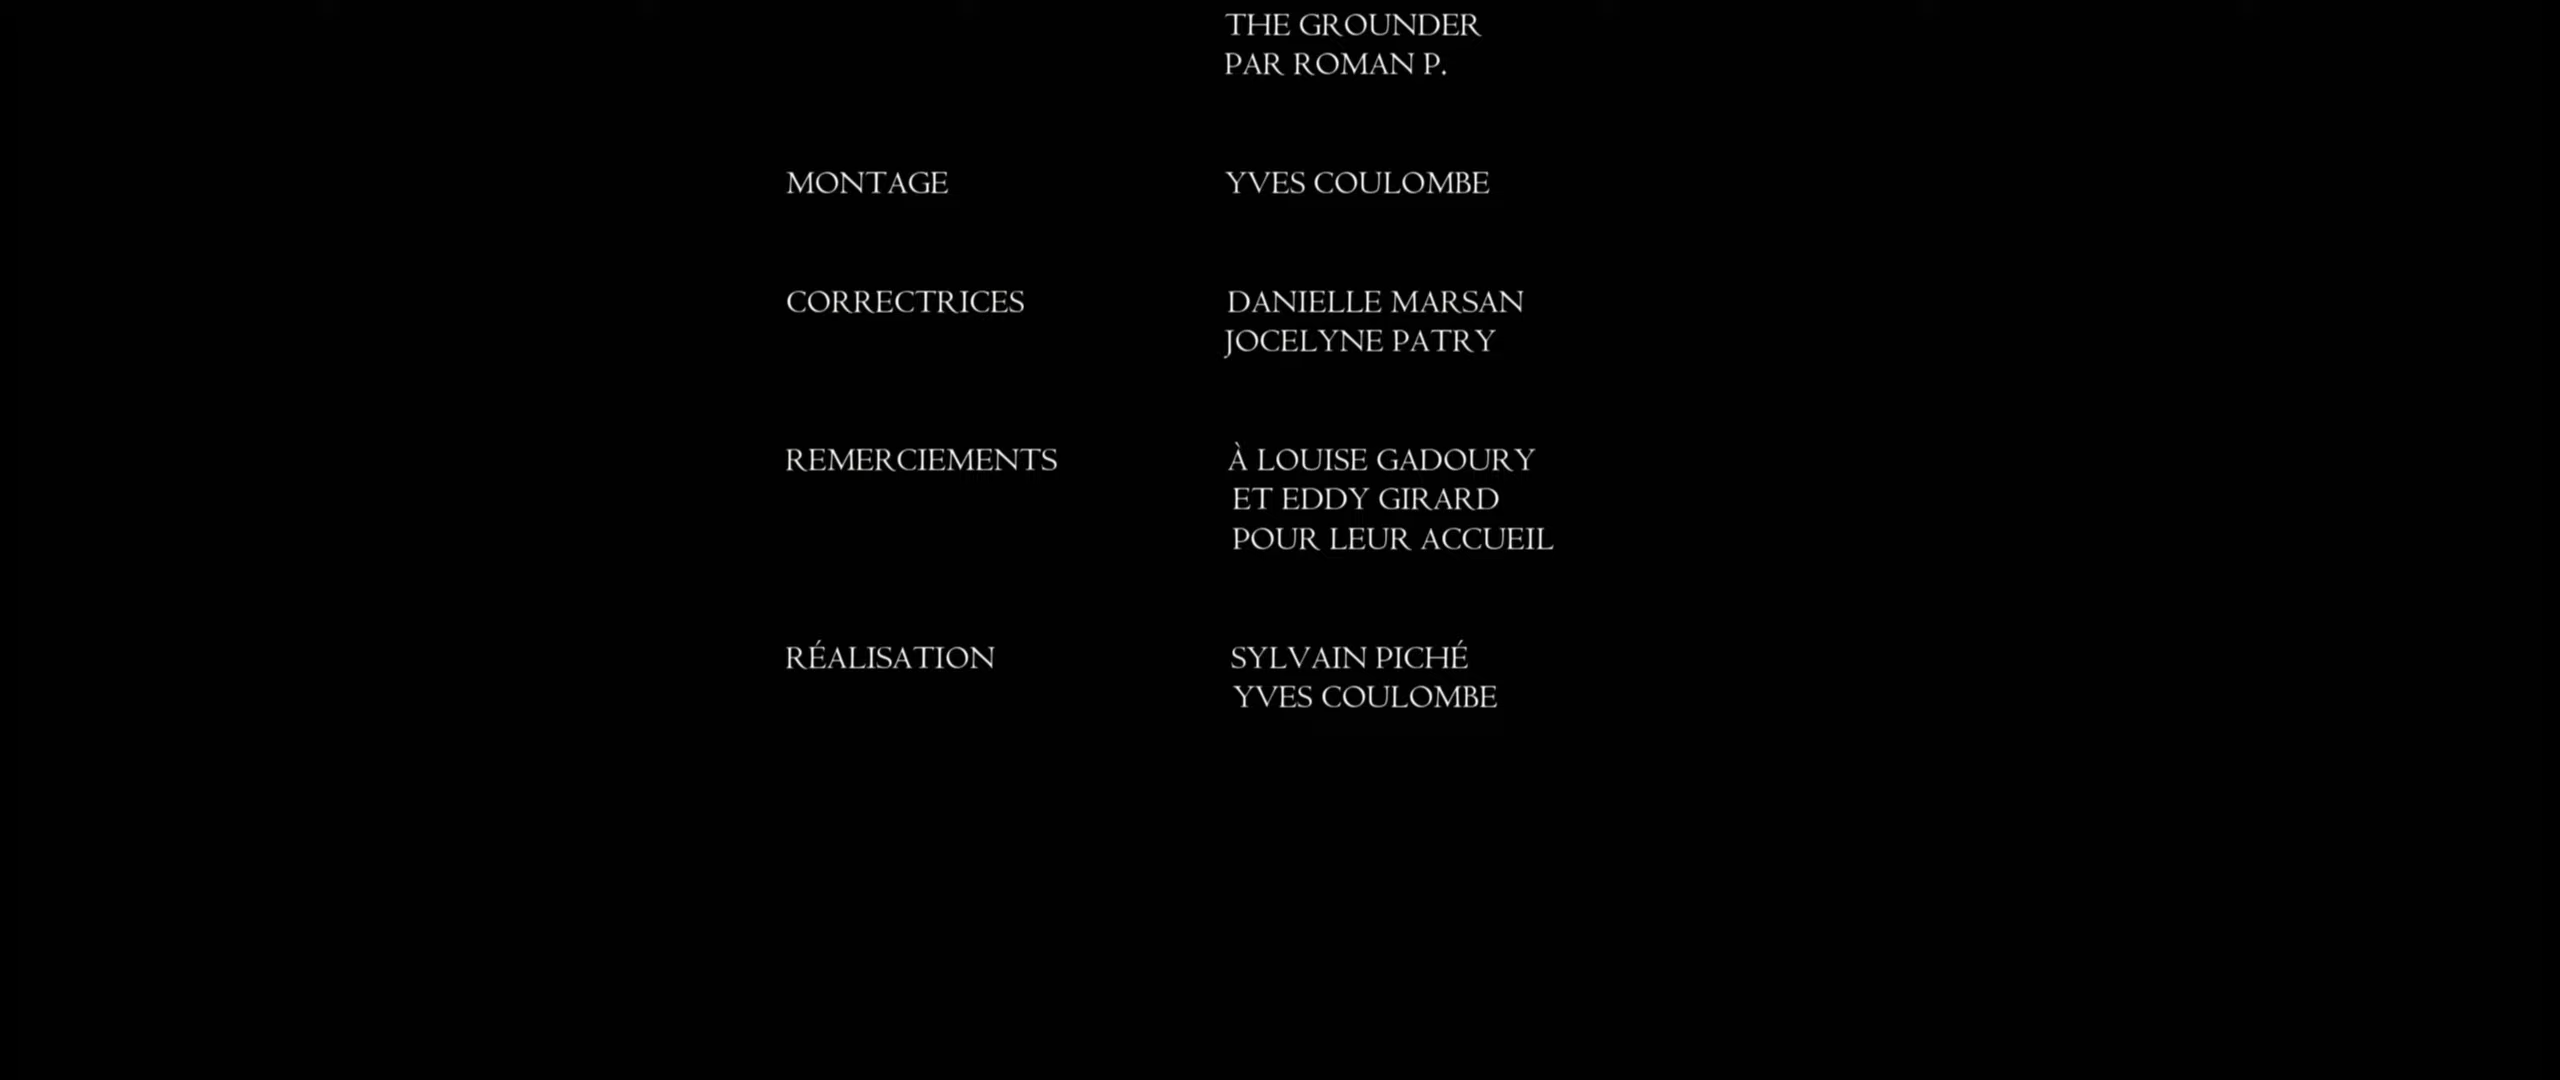 THE GROUNDER
PAR ROMAN P.
MONTAGE YVES COULOMBE
CORRECTRICES DANIELLE MARSAN
JOCELYNE PATRY
REMERCIEMENTS À LOUISE GADOURY
ET EDDY GIRARD
POUR LEUR ACCUEIL
RÉALISATION SYLVAIN PICHÉ
YVES COULOMBE